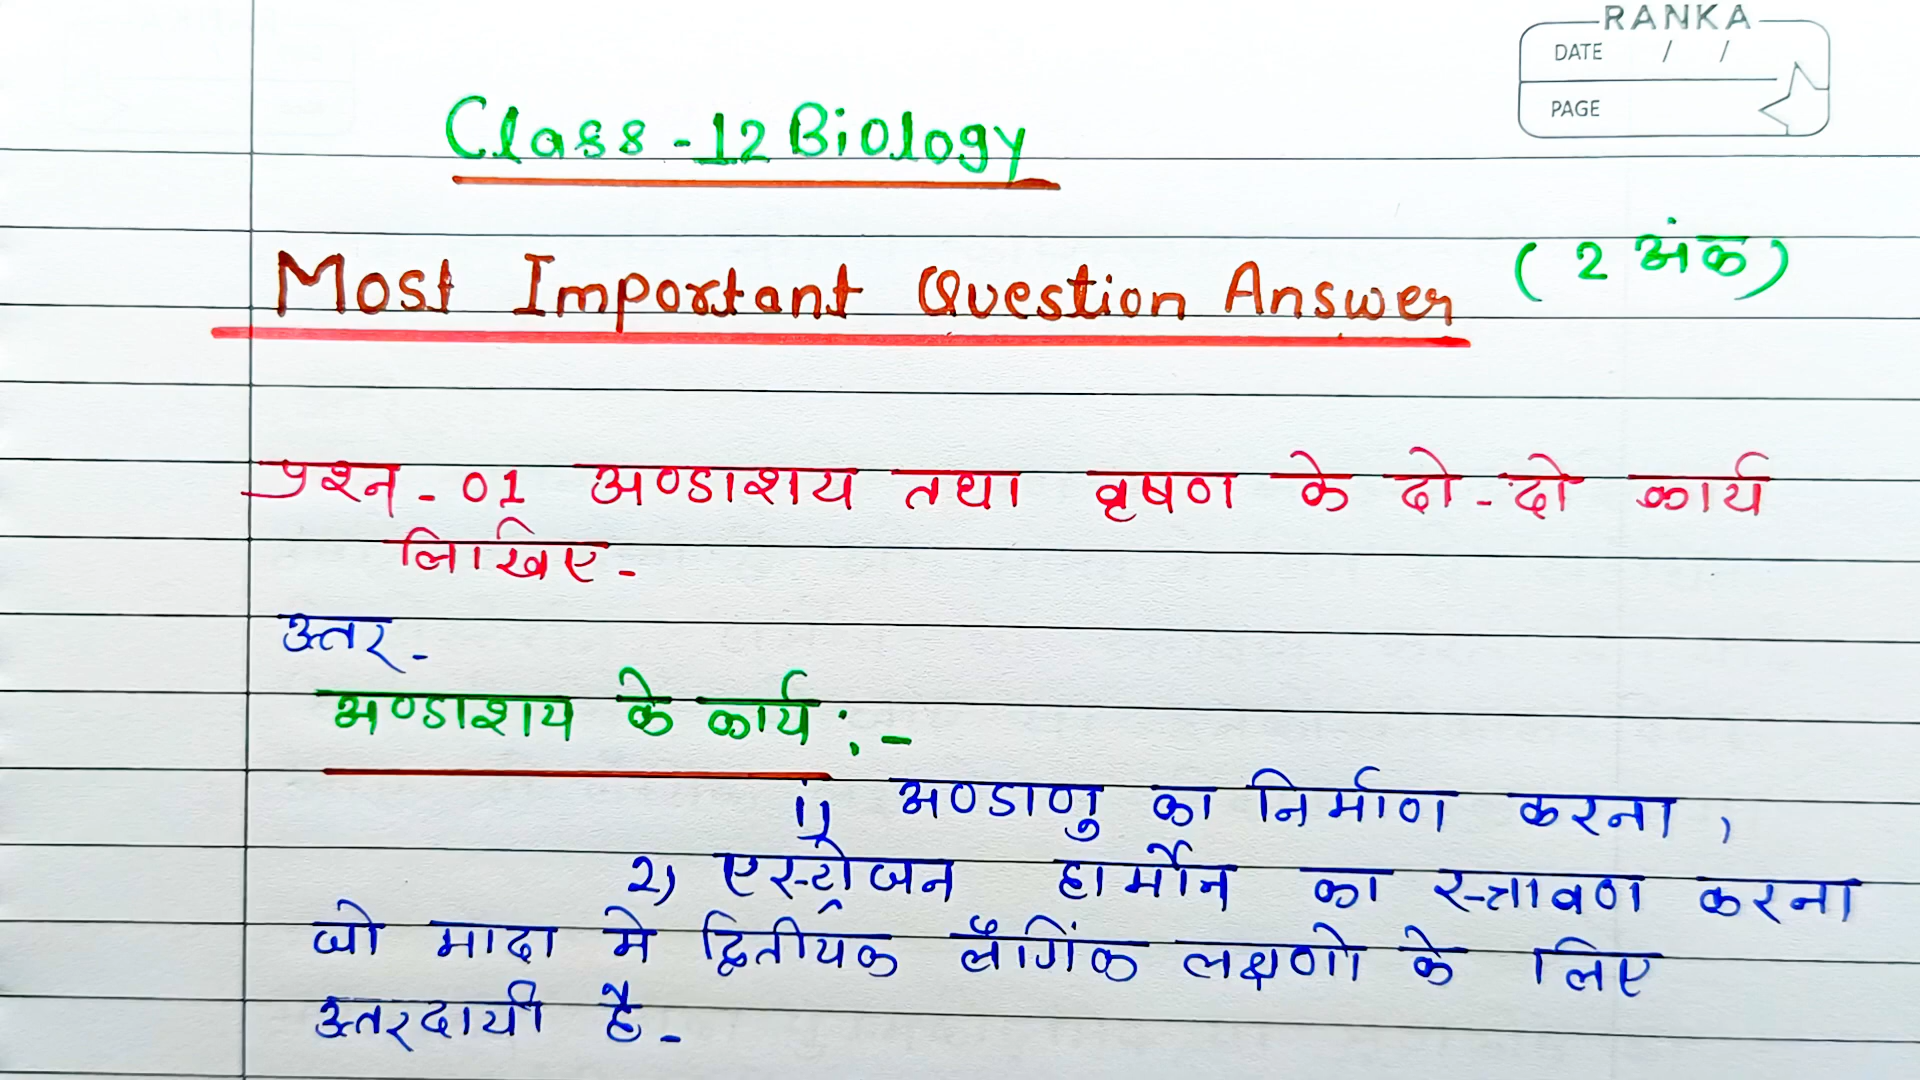 RANKA
DATE / /
PAGE
Class-12 Biology
Most Important Question Answer (2 अंक)
प्रश्न-01 अण्डाशय तथा वृषण के दो-दो कार्य
लिखिए-
उत्तर-
अण्डाशय के कार्य :-
1) अण्डाणु का निर्माण करना,
2) एस्ट्रोजन हार्मोन का स्त्रावण करना
जो मादा मे द्वितीयक लैंगिक लक्षणो के लिए
उत्तरदायी है-